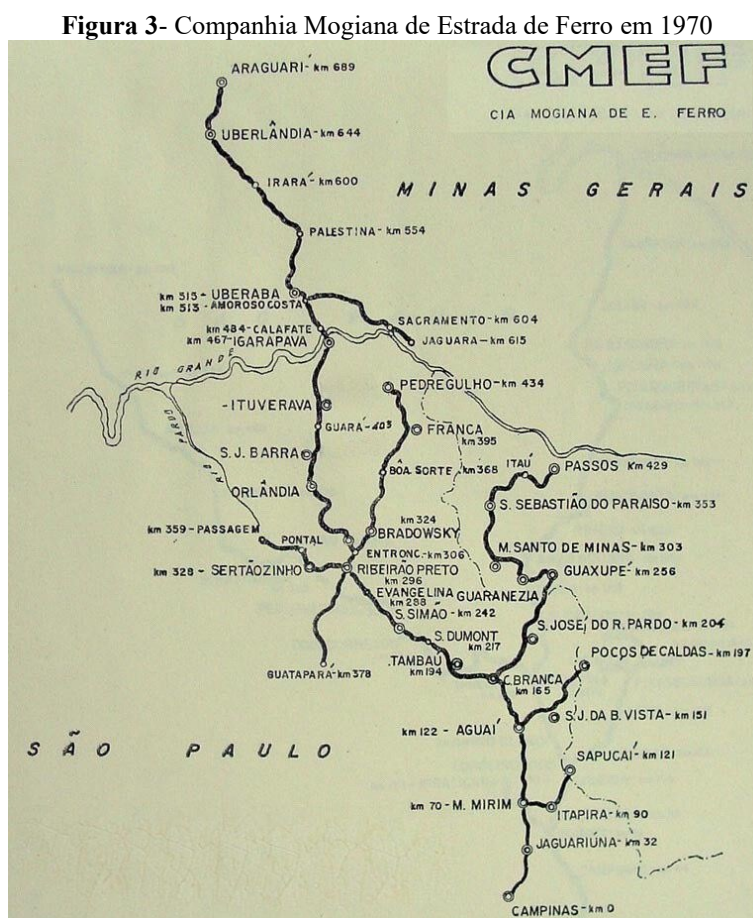 Figura 3- Companhia Mogiana de Estrada de Ferro em 1970
CMEF
CIA MOGIANA DE E. FERRO
ARAGUARÍ - km 689
UBERLÂNDIA - km 644
IRARÁ - km 600
MINAS GERAIS
PALESTINA - km 554
km 515 - UBERABA
km 513 - AMOROSO COSTA
SACRAMENTO - km 604
km 484 - CALAFATE
km 467 - IGARAPAVA
JAGUARA - km 615
RIO GRANDE
PEDREGULHO - km 434
RIO PARDO
- ITUVERAVA
GUARÁ - 403
FRANCA
km 395
S. J. BARRA
BÔA SORTE - km 368
ITAÚ
PASSOS km 429
ORLÂNDIA
S. SEBASTIÃO DO PARAISO - km 353
km 324
BRADOWSKY
km 359 - PASSAGEM
PONTAL
ENTRONC. - km 306
M. SANTO DE MINAS - km 303
km 328 - SERTÃOZINHO
RIBEIRÃO PRETO
km 296
GUAXUPÉ - km 256
EVANGELINA
km 288
GUARANEZIA
S. SIMÃO - km 242
S. DUMONT
km 217
S. JOSÉ DO R. PARDO - km 204
GUATAPARÁ - km 378
TAMBAÚ
km 194
POÇOS DE CALDAS - km 197
C. BRANCA
km 165
km 122 - AGUAÍ
S. J. DA B. VISTA - km 151
SÃO PAULO
SAPUCAÍ - km 121
km 70 - M. MIRIM
ITAPIRA - km 90
JAGUARIÚNA - km 32
CAMPINAS - km 0